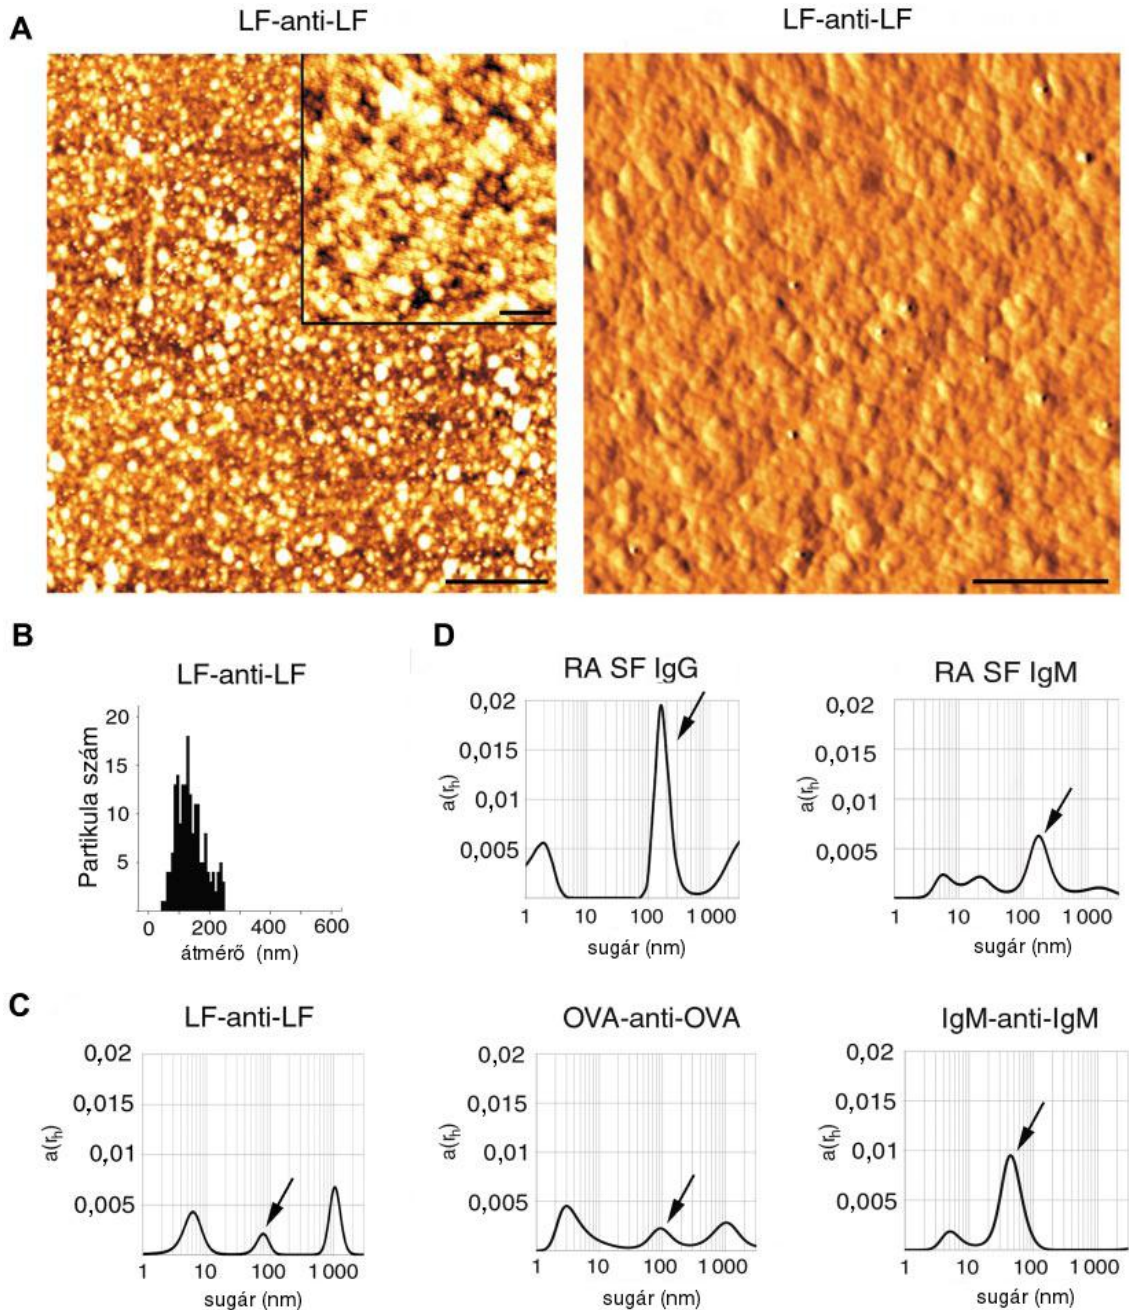 A
LF-anti-LF
LF-anti-LF
B
LF-anti-LF
Partikula szám
20
15
10
5
0 200 400 600
átmérő (nm)
D
RA SF IgG
a(rh)
0,02
0,015
0,01
0,005
1 10 100 1 000
sugár (nm)
RA SF IgM
a(rh)
0,02
0,015
0,01
0,005
1 10 100 1 000
sugár (nm)
C
LF-anti-LF
a(rh)
0,02
0,015
0,01
0,005
1 10 100 1 000
sugár (nm)
OVA-anti-OVA
a(rh)
0,02
0,015
0,01
0,005
1 10 100 1 000
sugár (nm)
IgM-anti-IgM
a(rh)
0,02
0,015
0,01
0,005
1 10 100 1 000
sugár (nm)